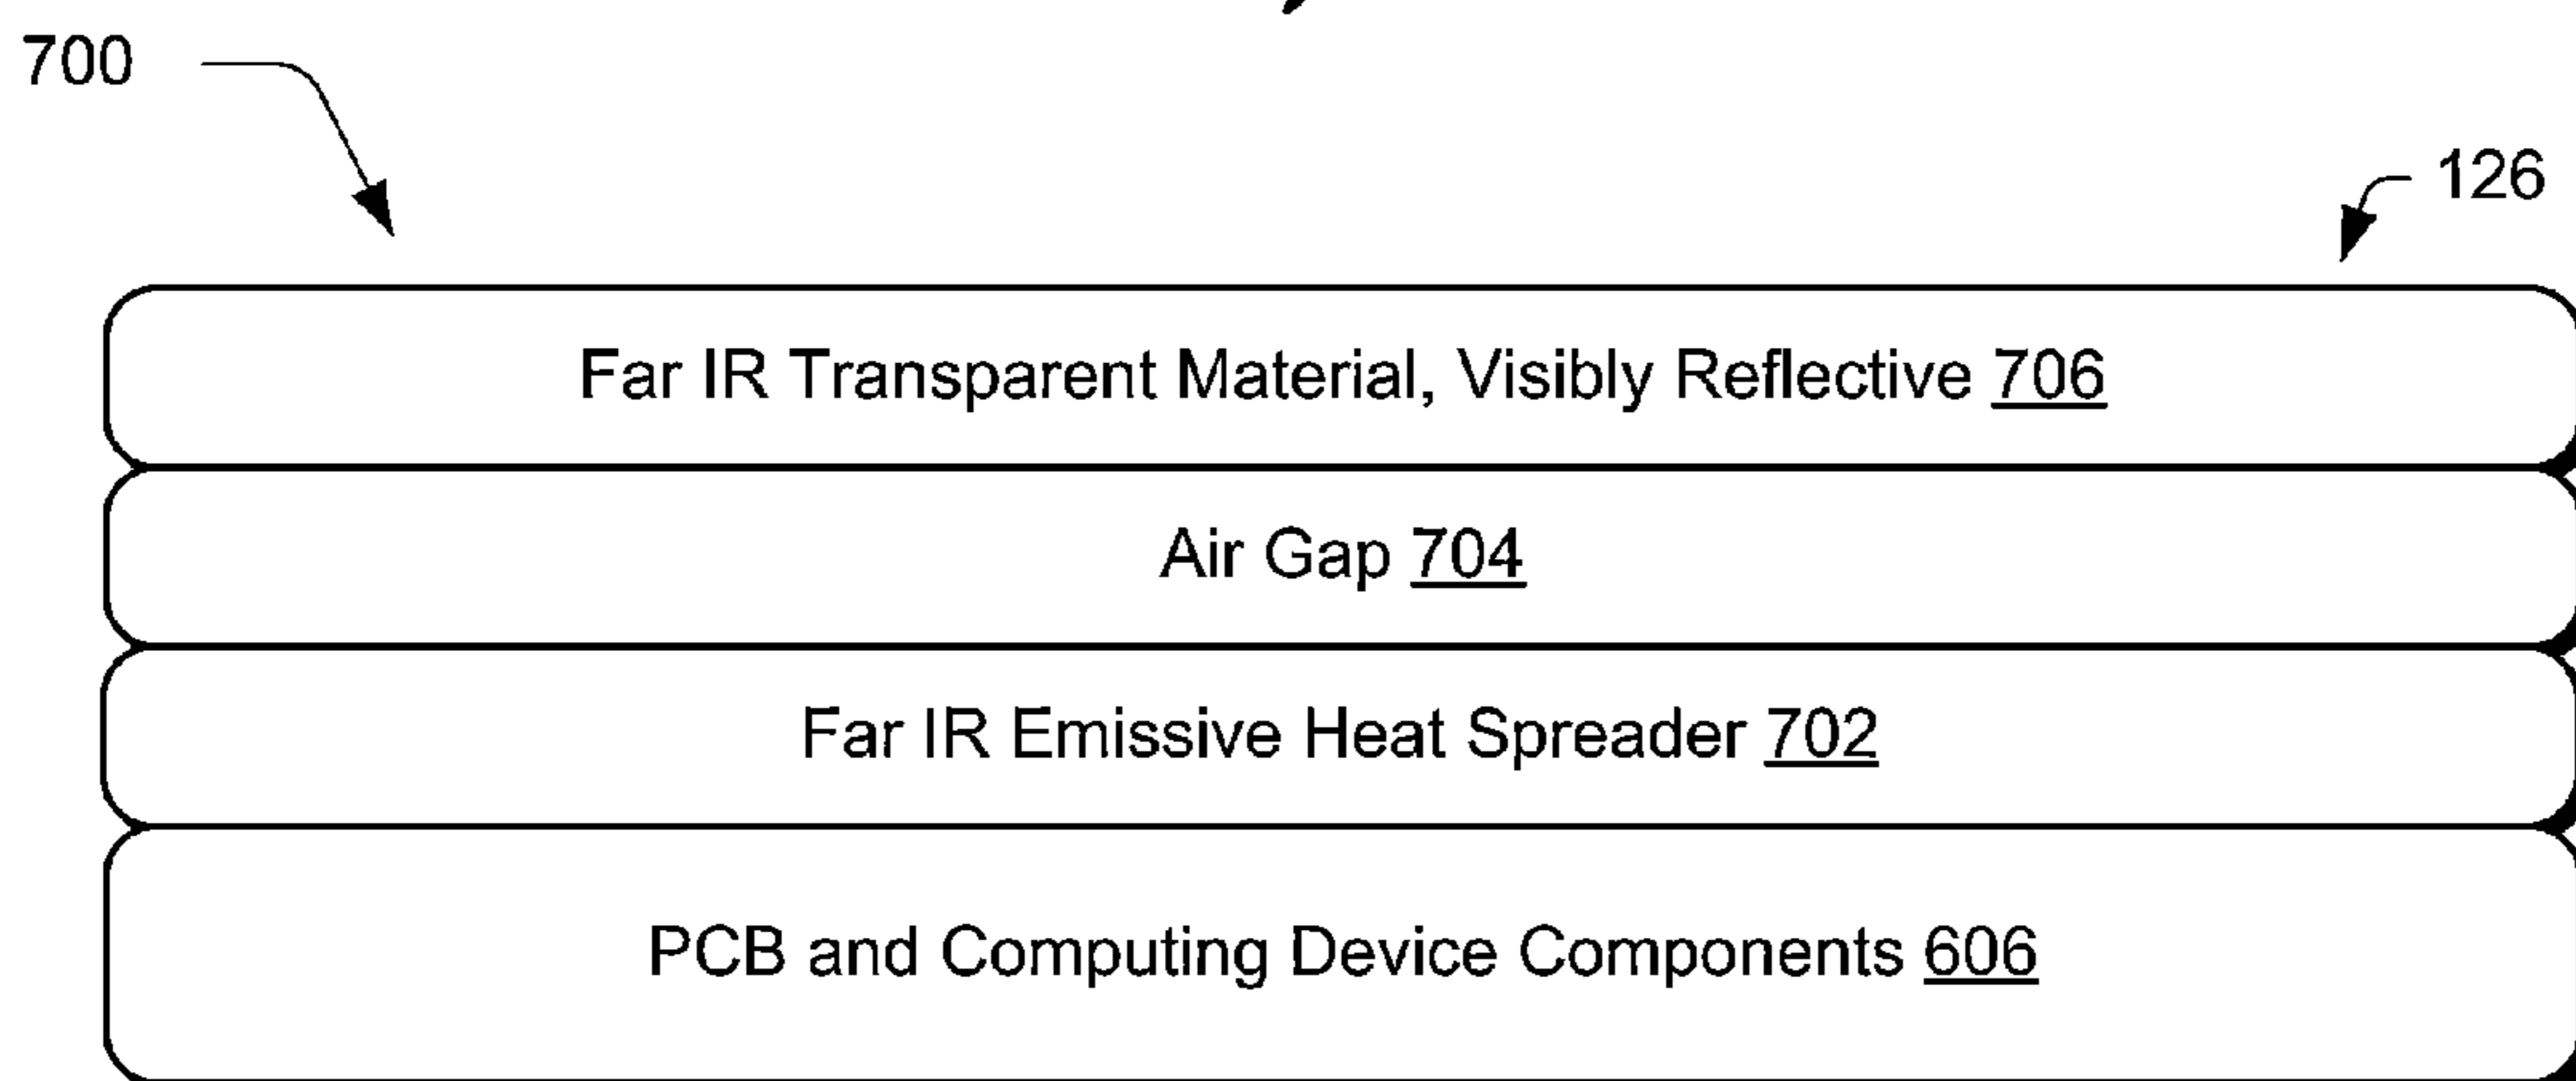 700
126
Far IR Transparent Material, Visibly Reflective 706
Air Gap 704
Far IR Emissive Heat Spreader 702
PCB and Computing Device Components 606